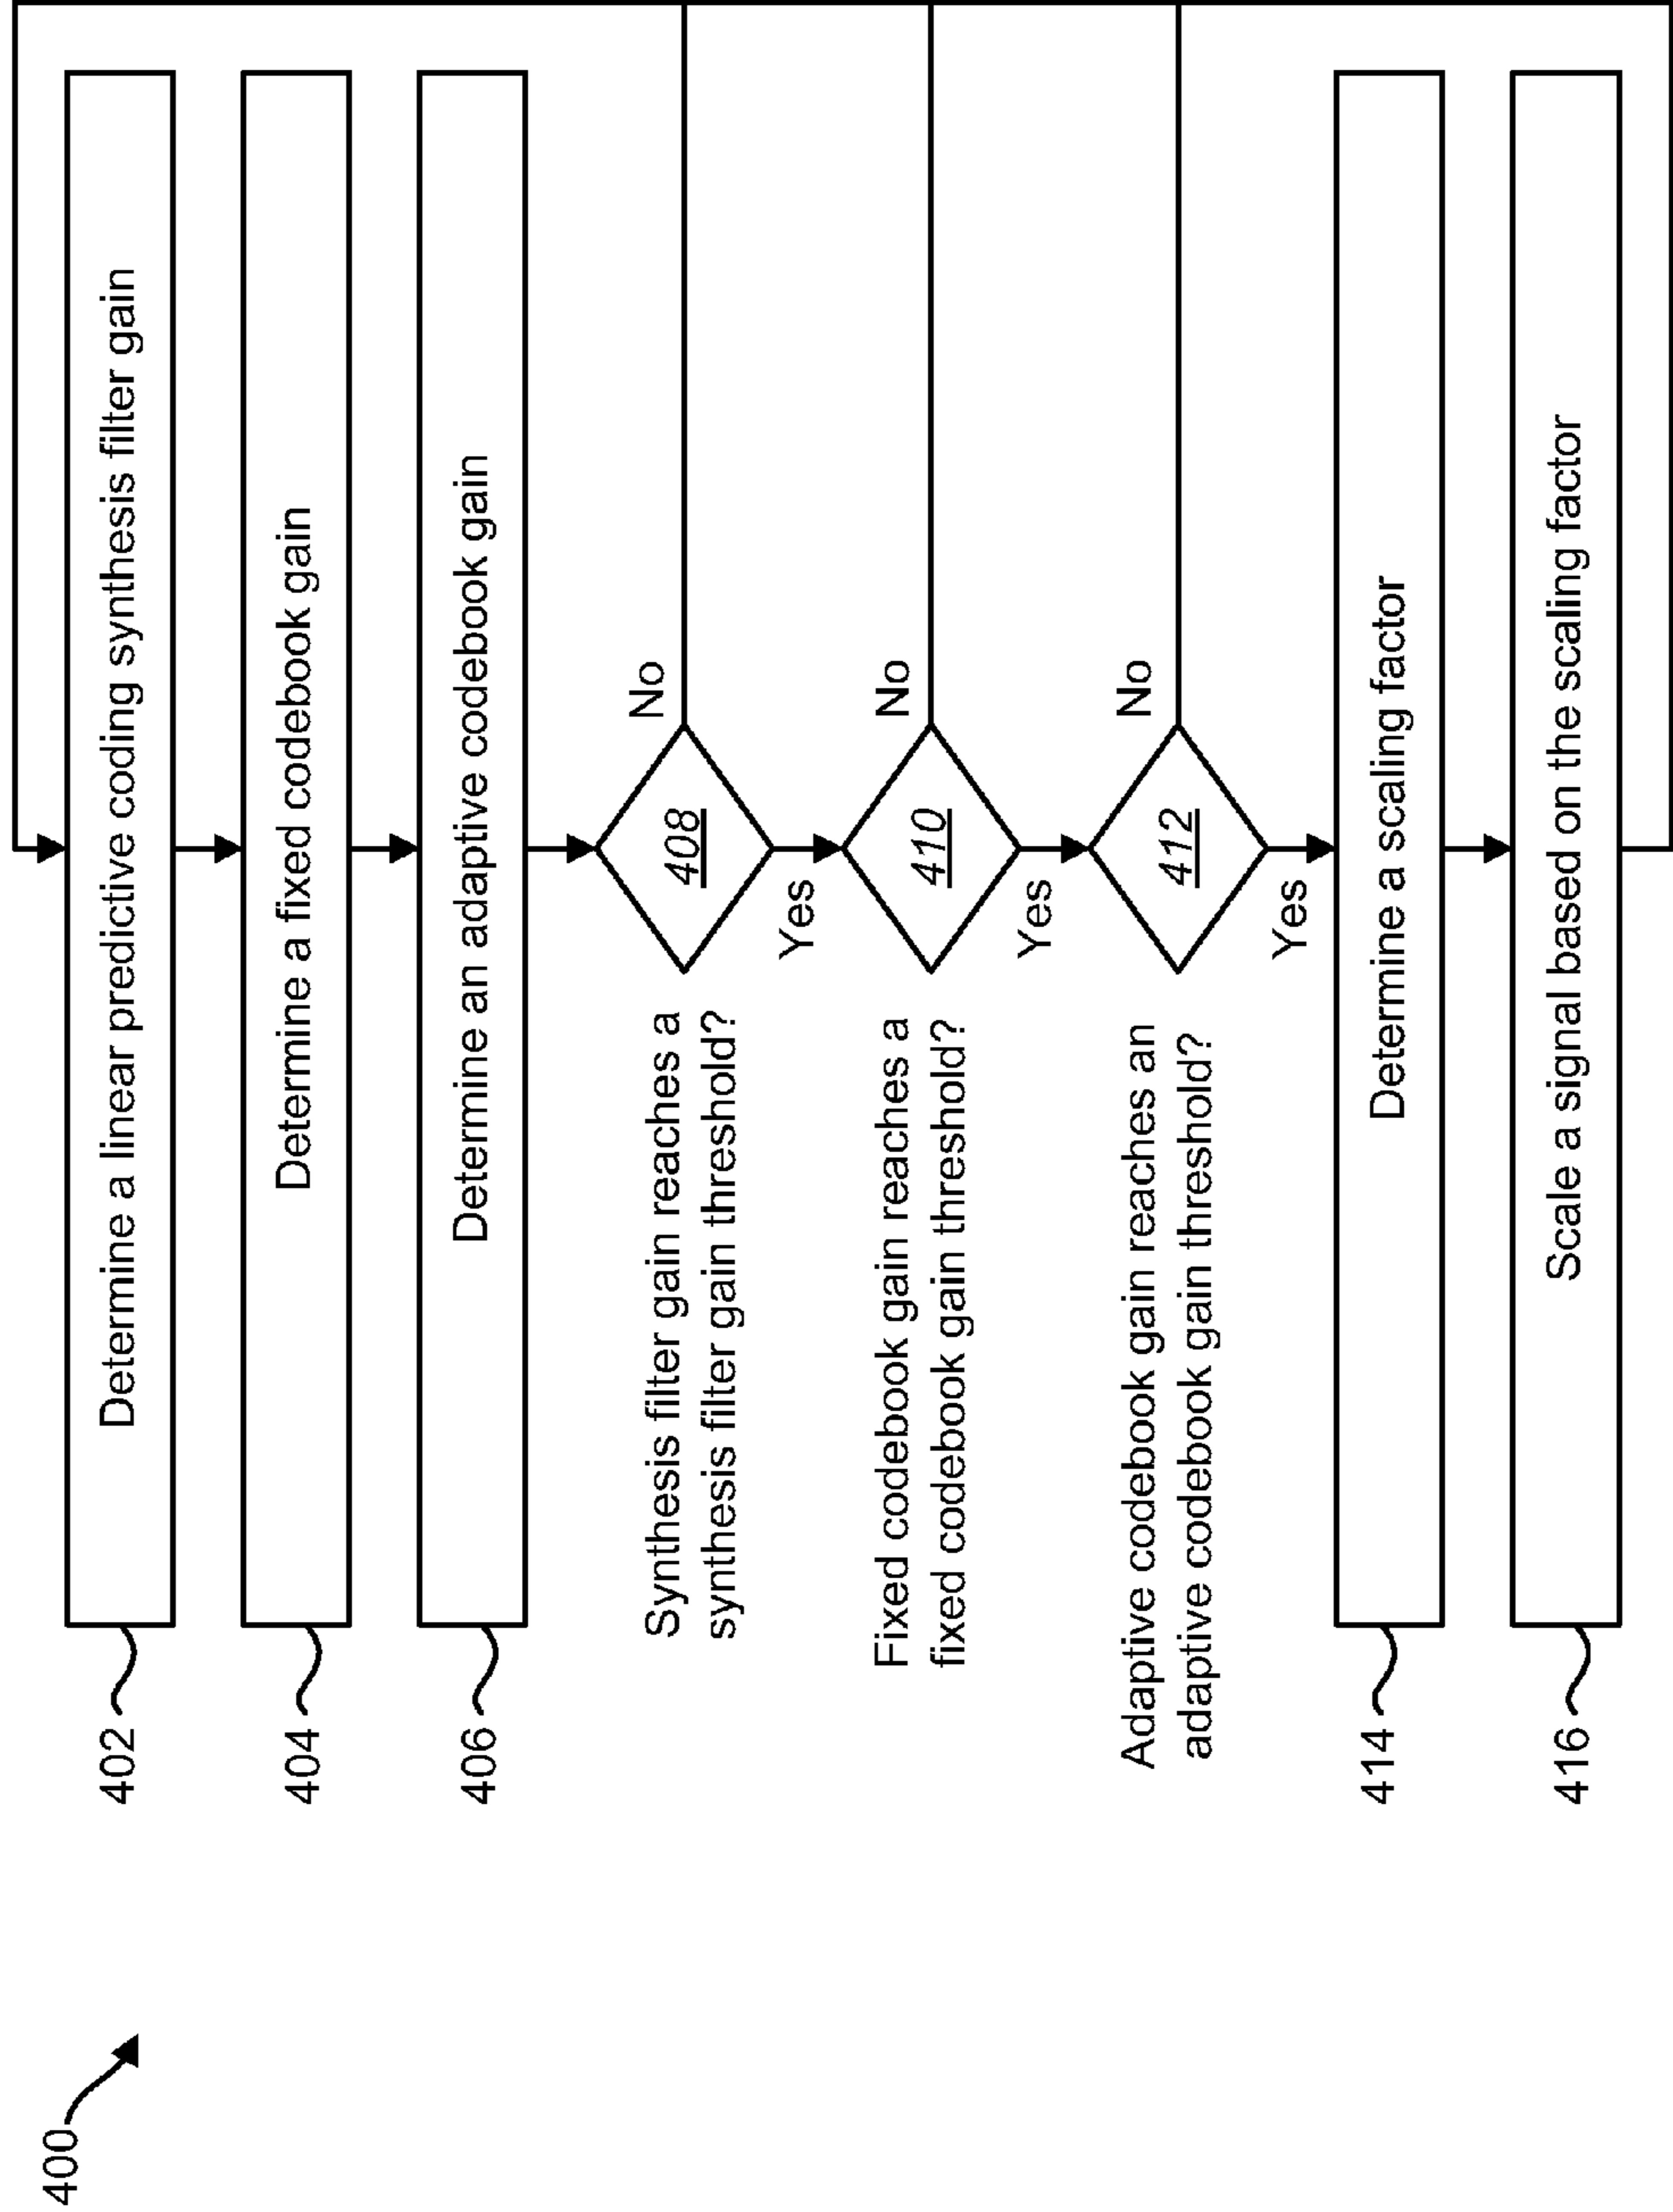 400
402
Determine a linear predictive coding synthesis filter gain
404
Determine a fixed codebook gain
406
Determine an adaptive codebook gain
Synthesis filter gain reaches a
synthesis filter gain threshold?
408
No
Yes
Fixed codebook gain reaches a
fixed codebook gain threshold?
410
No
Yes
Adaptive codebook gain reaches an
adaptive codebook gain threshold?
412
No
Yes
414
Determine a scaling factor
416
Scale a signal based on the scaling factor